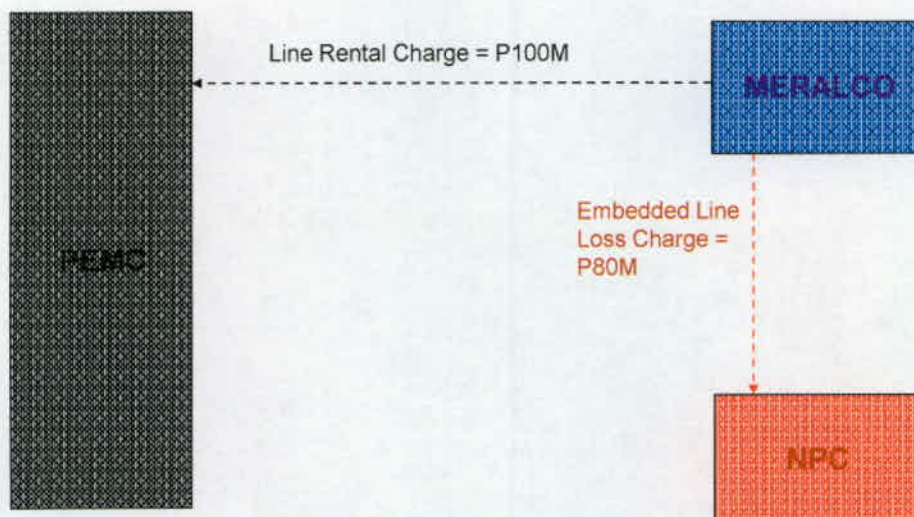 Line Rental Charge = P100M
MERALCO
PEMC
Embedded Line
Loss Charge =
P80M
NPC